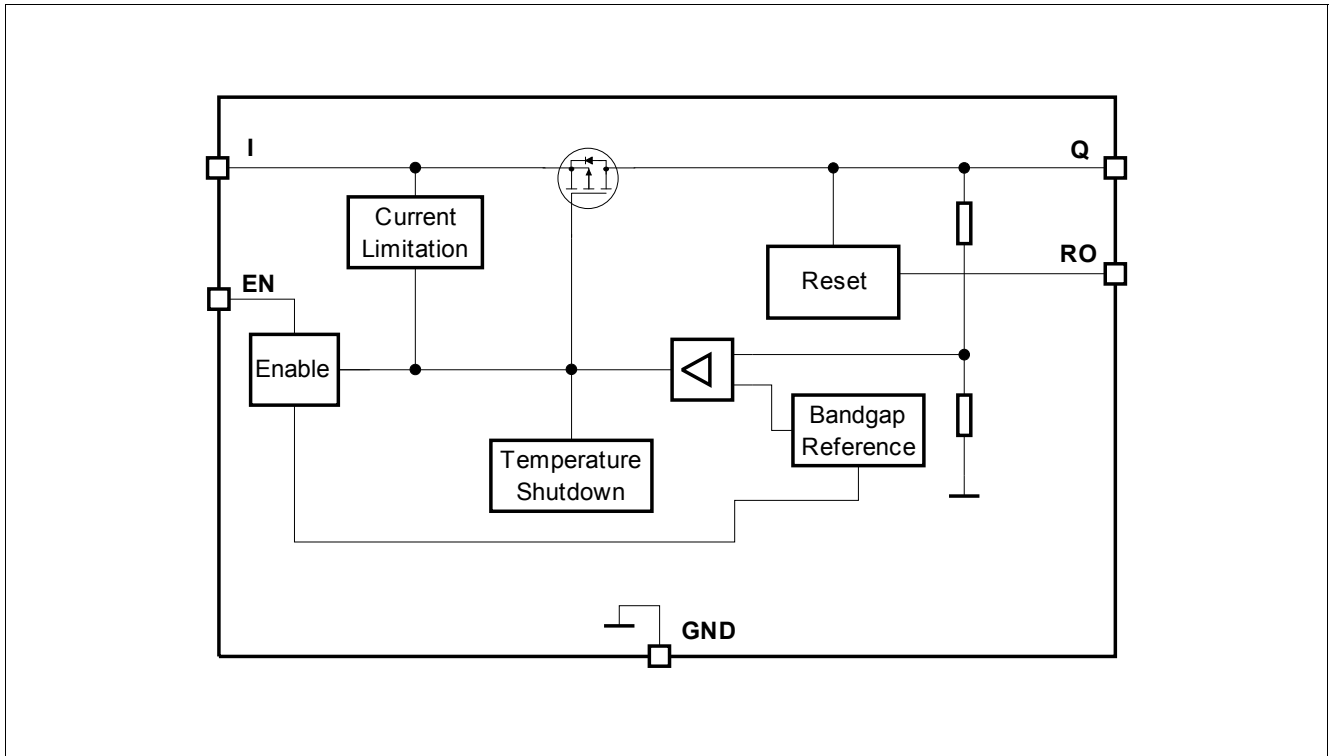 I
Q
Current
Limitation
RO
Reset
EN
Enable
Bandgap
Reference
Temperature
Shutdown
GND